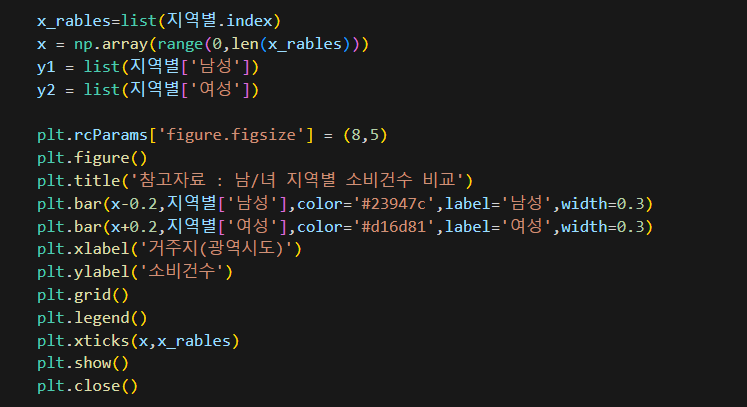 x_rables=list(지역별.index)
x = np.array(range(0,len(x_rables)))
y1 = list(지역별['남성'])
y2 = list(지역별['여성'])
plt.rcParams['figure.figsize'] = (8,5)
plt.figure()
plt.title('참고자료 : 남/녀 지역별 소비건수 비교')
plt.bar(x-0.2,지역별['남성'],color='#23947c',label='남성',width=0.3)
plt.bar(x+0.2,지역별['여성'],color='#d16d81',label='여성',width=0.3)
plt.xlabel('거주지(광역시도)')
plt.ylabel('소비건수')
plt.grid()
plt.legend()
plt.xticks(x,x_rables)
plt.show()
plt.close()